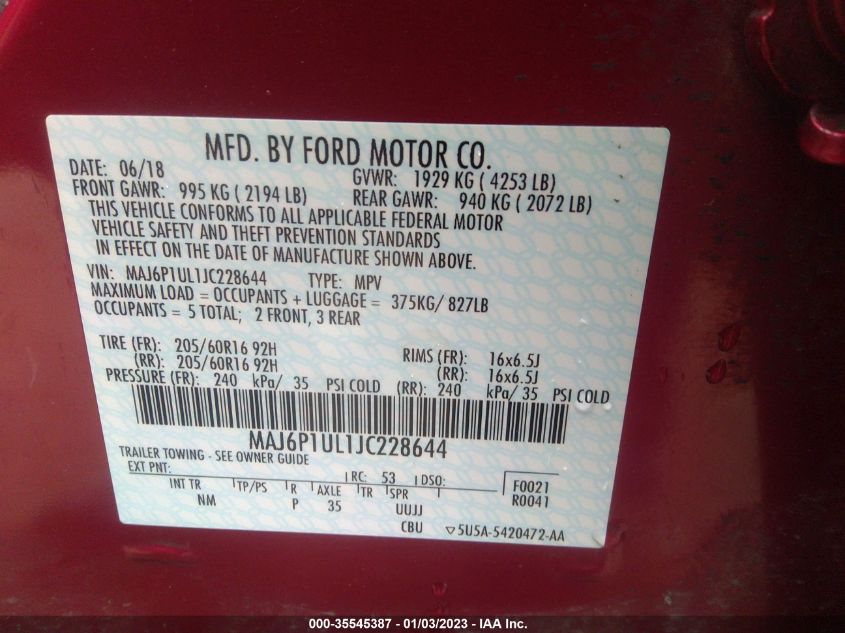 MFD. BY FORD MOTOR CO.
DATE: 06/18 GVWR: 1929 KG ( 4253 LB)
FRONT GAWR: 995 KG ( 2194 LB) REAR GAWR: 940 KG ( 2072 LB)
THIS VEHICLE CONFORMS TO ALL APPLICABLE FEDERAL MOTOR
VEHICLE SAFETY AND THEFT PREVENTION STANDARDS
IN EFFECT ON THE DATE OF MANUFACTURE SHOWN ABOVE.
VIN: MAJ6P1UL1JC228644 TYPE: MPV
MAXIMUM LOAD = OCCUPANTS + LUGGAGE = 375KG/ 827LB
OCCUPANTS = 5 TOTAL; 2 FRONT, 3 REAR
TIRE (FR): 205/60R16 92H RIMS (FR): 16x6.5J
(RR): 205/60R16 92H (RR): 16x6.5J
PRESSURE (FR): 240 kPa/ 35 PSI COLD (RR): 240 kPa/ 35 PSI COLD
MAJ6P1UL1JC228644
TRAILER TOWING - SEE OWNER GUIDE
EXT PNT: RC: 53 DSO: F0021
INT TR TP/PS R AXLE TR SPR R0041
NM P 35 UUJJ
CBU ▽5U5A-5420472-AA
000-35545387 - 01/03/2023 - IAA Inc.